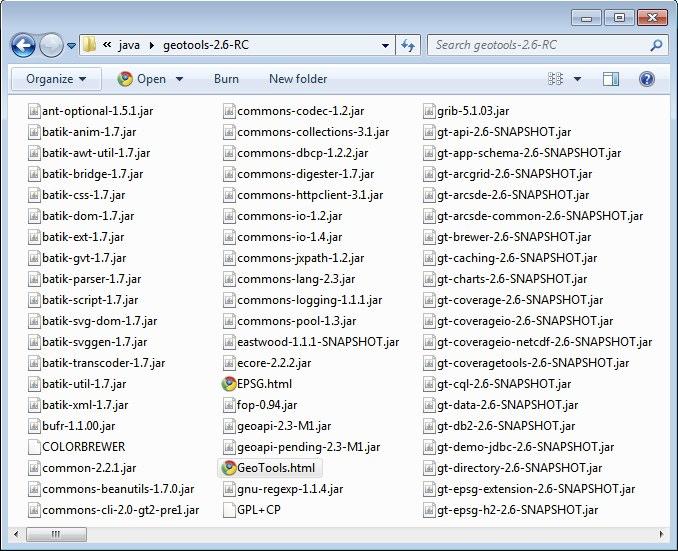 « java geotools-2.6-RC
Search geotools-2.6-RC
Organize Open Burn New folder
ant-optional-1.5.1.jar
batik-anim-1.7.jar
batik-awt-util-1.7.jar
batik-bridge-1.7.jar
batik-css-1.7.jar
batik-dom-1.7.jar
batik-ext-1.7.jar
batik-gvt-1.7.jar
batik-parser-1.7.jar
batik-script-1.7.jar
batik-svg-dom-1.7.jar
batik-svggen-1.7.jar
batik-transcoder-1.7.jar
batik-util-1.7.jar
batik-xml-1.7.jar
bufr-1.1.00.jar
COLORBREWER
common-2.2.1.jar
commons-beanutils-1.7.0.jar
commons-cli-2.0-gt2-pre1.jar
commons-codec-1.2.jar
commons-collections-3.1.jar
commons-dbcp-1.2.2.jar
commons-digester-1.7.jar
commons-httpclient-3.1.jar
commons-io-1.2.jar
commons-io-1.4.jar
commons-jxpath-1.2.jar
commons-lang-2.3.jar
commons-logging-1.1.1.jar
commons-pool-1.3.jar
eastwood-1.1.1-SNAPSHOT.jar
ecore-2.2.2.jar
EPSG.html
fop-0.94.jar
geoapi-2.3-M1.jar
geoapi-pending-2.3-M1.jar
GeoTools.html
gnu-regexp-1.1.4.jar
GPL+CP
grib-5.1.03.jar
gt-api-2.6-SNAPSHOT.jar
gt-app-schema-2.6-SNAPSHOT.jar
gt-arcgrid-2.6-SNAPSHOT.jar
gt-arcsde-2.6-SNAPSHOT.jar
gt-arcsde-common-2.6-SNAPSHOT.jar
gt-brewer-2.6-SNAPSHOT.jar
gt-caching-2.6-SNAPSHOT.jar
gt-charts-2.6-SNAPSHOT.jar
gt-coverage-2.6-SNAPSHOT.jar
gt-coverageio-2.6-SNAPSHOT.jar
gt-coverageio-netcdf-2.6-SNAPSHOT.jar
gt-coveragetools-2.6-SNAPSHOT.jar
gt-cql-2.6-SNAPSHOT.jar
gt-data-2.6-SNAPSHOT.jar
gt-db2-2.6-SNAPSHOT.jar
gt-demo-jdbc-2.6-SNAPSHOT.jar
gt-directory-2.6-SNAPSHOT.jar
gt-epsg-extension-2.6-SNAPSHOT.jar
gt-epsg-h2-2.6-SNAPSHOT.jar